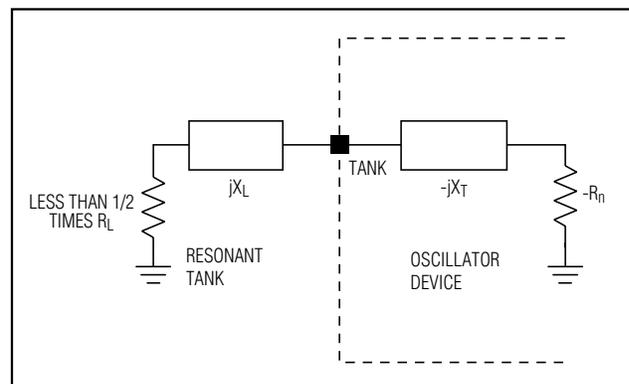 LESS THAN 1/2
TIMES RL
jXL
TANK
-jXT
-Rn
RESONANT
TANK
OSCILLATOR
DEVICE